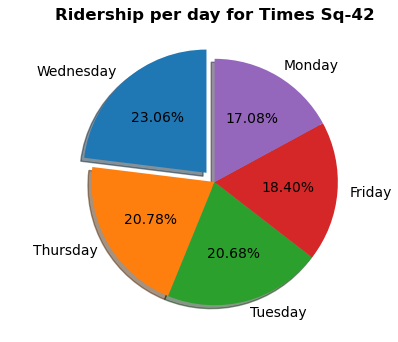 Ridership per day for Times Sq-42
Wednesday
23.06%
Thursday
20.78%
Tuesday
20.68%
Friday
18.40%
Monday
17.08%